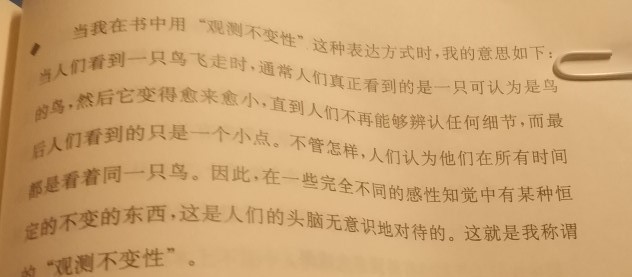 当我在书中用“观测不变性”这种表达方式时，我的意思如下：
当人们看到一只鸟飞走时，通常人们真正看到的是一只可认为是鸟
的鸟，然后它变得愈来愈小，直到人们不再能够辨认任何细节，而最
后人们看到的只是一个小点。不管怎样，人们认为他们在所有时间
都是看着同一只鸟。因此，在一些完全不同的感性知觉中有某种恒
定的不变的东西，这是人们的头脑无意识地对待的。这就是我称谓
的“观测不变性”。